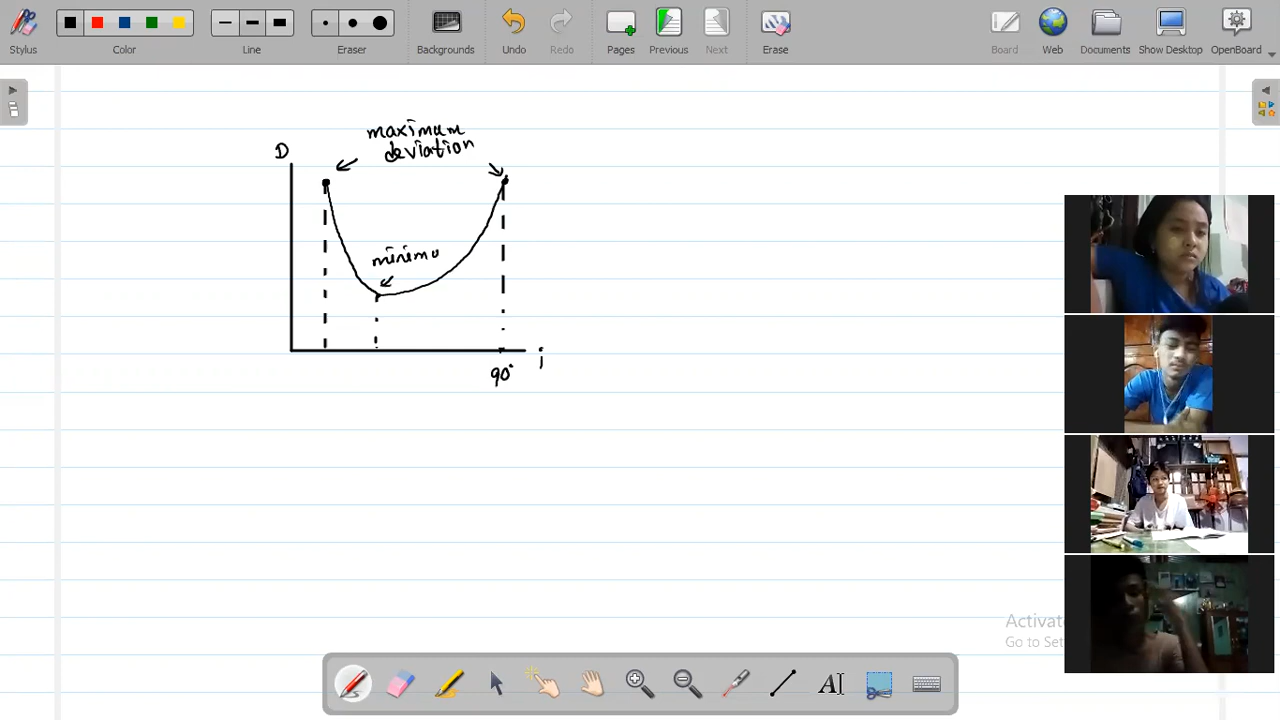 Stylus
Color
Line
Eraser
Backgrounds
Undo
Redo
Pages
Previous
Next
Erase
Board
Web
Documents
Show Desktop
OpenBoard
maximum
deviation
D
minimu
i
90°
Activat
Go to Set